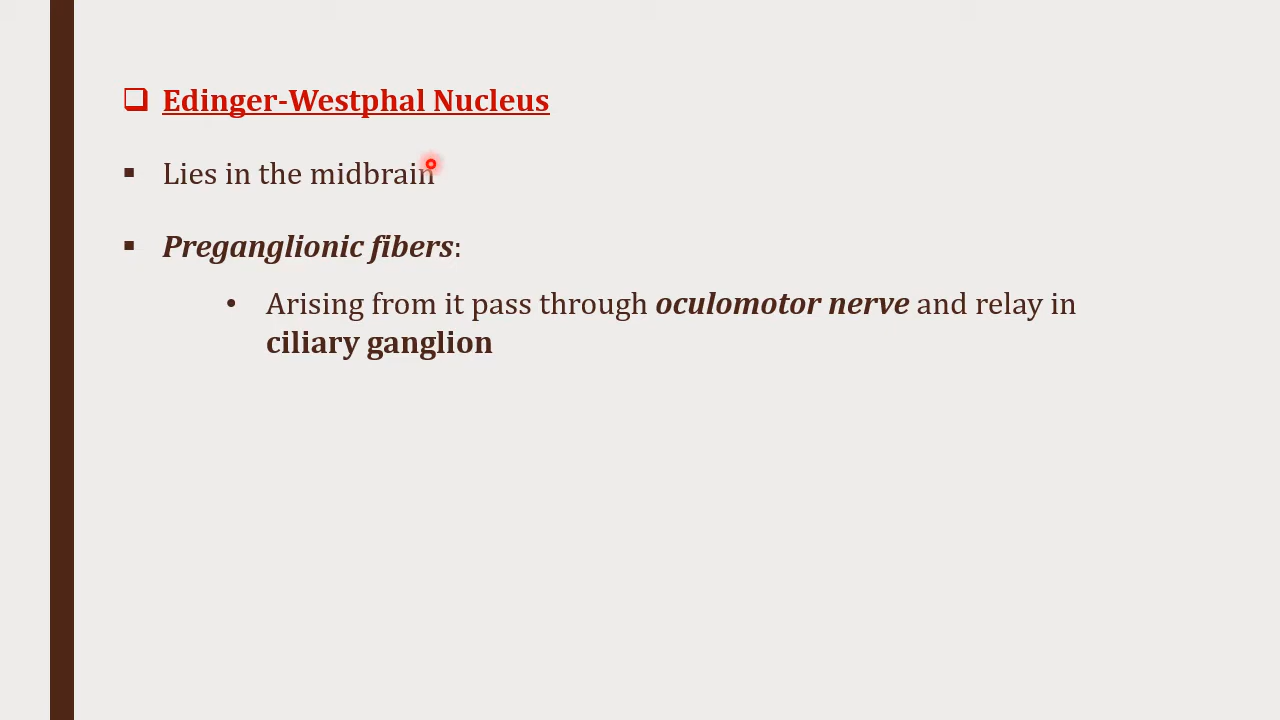 Edinger-Westphal Nucleus
Lies in the midbrain
Preganglionic fibers:
Arising from it pass through oculomotor nerve and relay in
ciliary ganglion